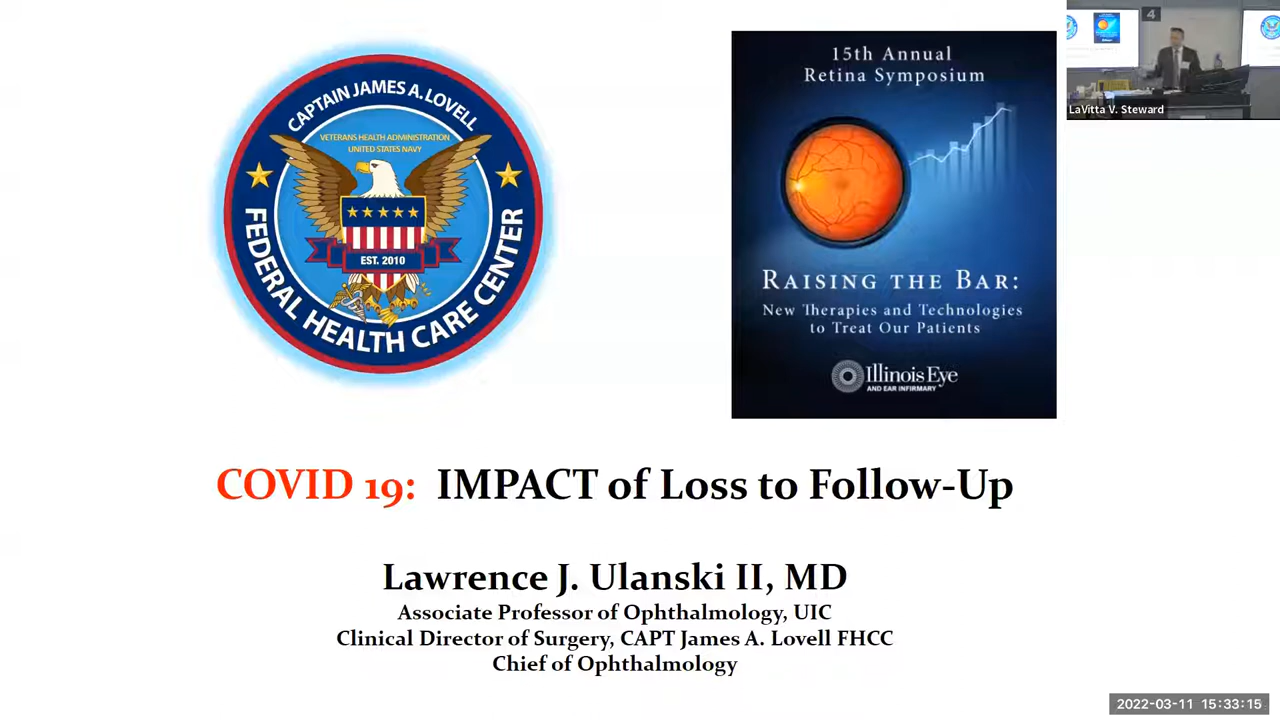 CAPTAIN JAMES A. LOVELL
VETERANS HEALTH ADMINISTRATION
UNITED STATES NAVY
EST. 2010
FEDERAL HEALTH CARE CENTER
15th Annual
Retina Symposium
RAISING THE BAR:
New Therapies and Technologies
to Treat Our Patients
Illinois Eye
AND EAR INFIRMARY
4
LaVitta V. Steward
COVID 19: IMPACT of Loss to Follow-Up
Lawrence J. Ulanski II, MD
Associate Professor of Ophthalmology, UIC
Clinical Director of Surgery, CAPT James A. Lovell FHCC
Chief of Ophthalmology
2022-03-11 15:33:15